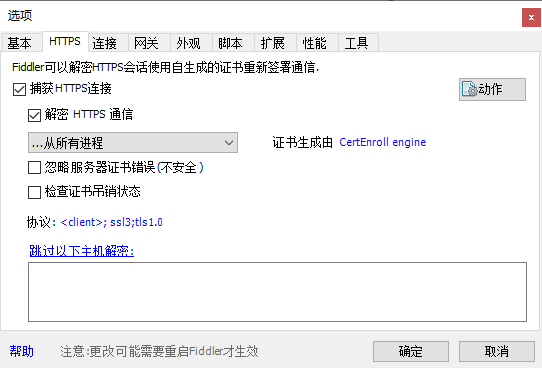 选项
基本 HTTPS 连接 网关 外观 脚本 扩展 性能 工具
Fiddler可以解密HTTPS会话使用自生成的证书重新签署通信.
捕获HTTPS连接
动作
解密 HTTPS 通信
...从所有进程
证书生成由 CertEnroll engine
忽略服务器证书错误(不安全)
检查证书吊销状态
协议: <client>; ssl3;tls1.0
跳过以下主机解密:
帮助
注意:更改可能需要重启Fiddler才生效
确定
取消